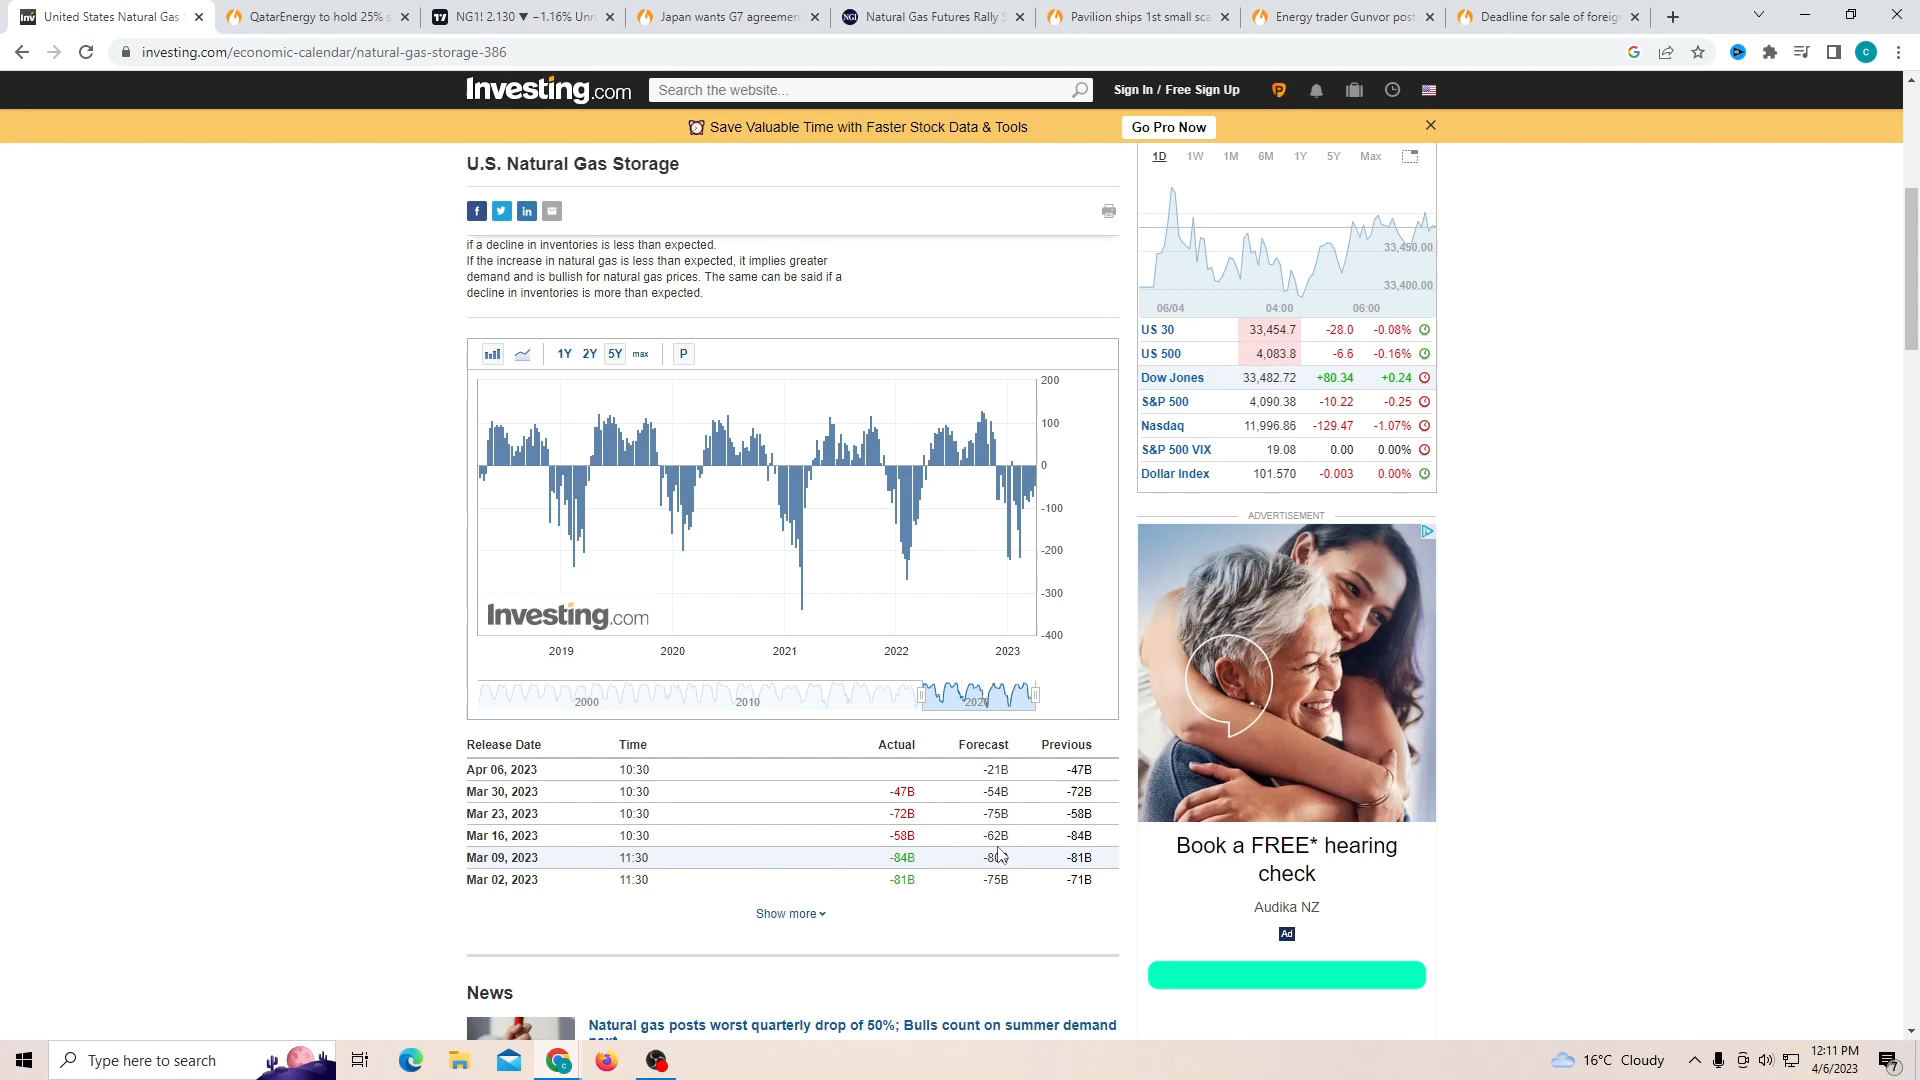 United States Natural Gas S
QatarEnergy to hold 25% s
NG1! 2.130 ▼ −1.16% Unn
Japan wants G7 agreemen
NGI Natural Gas Futures Rally S
Pavilion ships 1st small sca
Energy trader Gunvor post
Deadline for sale of foreig
investing.com/economic-calendar/natural-gas-storage-386
Investing.com
Search the website...
Sign In / Free Sign Up
Save Valuable Time with Faster Stock Data & Tools
Go Pro Now
U.S. Natural Gas Storage
if a decline in inventories is less than expected.
If the increase in natural gas is less than expected, it implies greater
demand and is bullish for natural gas prices. The same can be said if a
decline in inventories is more than expected.
1Y 2Y 5Y max P
200
100
0
-100
-200
-300
-400
Investing.com
2019 2020 2021 2022 2023
2000 2010 2020
Release Date Time Actual Forecast Previous
Apr 06, 2023 10:30 -21B -47B
Mar 30, 2023 10:30 -47B -54B -72B
Mar 23, 2023 10:30 -72B -75B -58B
Mar 16, 2023 10:30 -58B -62B -84B
Mar 09, 2023 11:30 -84B -81B
Mar 02, 2023 11:30 -81B -75B -71B
Show more
News
Natural gas posts worst quarterly drop of 50%; Bulls count on summer demand
1D 1W 1M 6M 1Y 5Y Max
33,450.00
33,400.00
06/04 04:00 06:00
US 30 33,454.7 -28.0 -0.08%
US 500 4,083.8 -6.6 -0.16%
Dow Jones 33,482.72 +80.34 +0.24
S&P 500 4,090.38 -10.22 -0.25
Nasdaq 11,996.86 -129.47 -1.07%
S&P 500 VIX 19.08 0.00 0.00%
Dollar Index 101.570 -0.003 0.00%
ADVERTISEMENT
Book a FREE* hearing
check
Audika NZ
Ad
Type here to search
16°C Cloudy
12:11 PM
4/6/2023
7